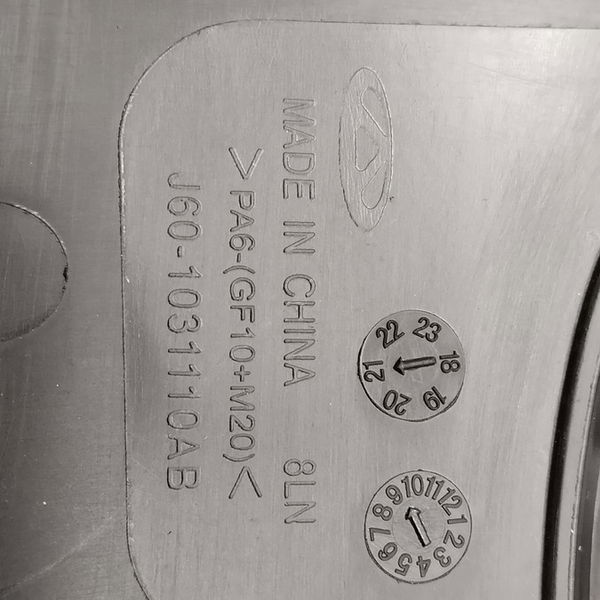 MADE IN CHINA 8LN
>PA6-(GF10+M20)<
J60-1031110AB
18 19 20 21 22 23
1 2 3 4 5 6 7 8 9 10 11 12